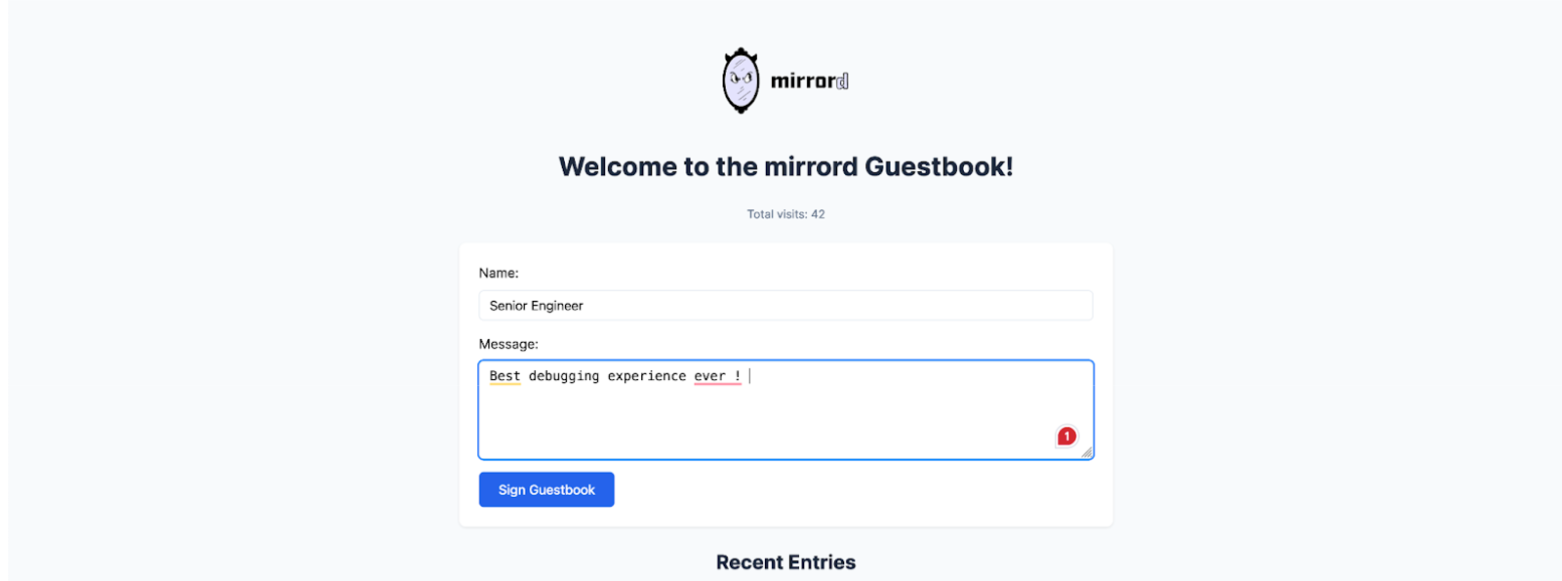 mirrord
Welcome to the mirrord Guestbook!
Total visits: 42
Name:
Senior Engineer
Message:
Best debugging experience ever !
1
Sign Guestbook
Recent Entries